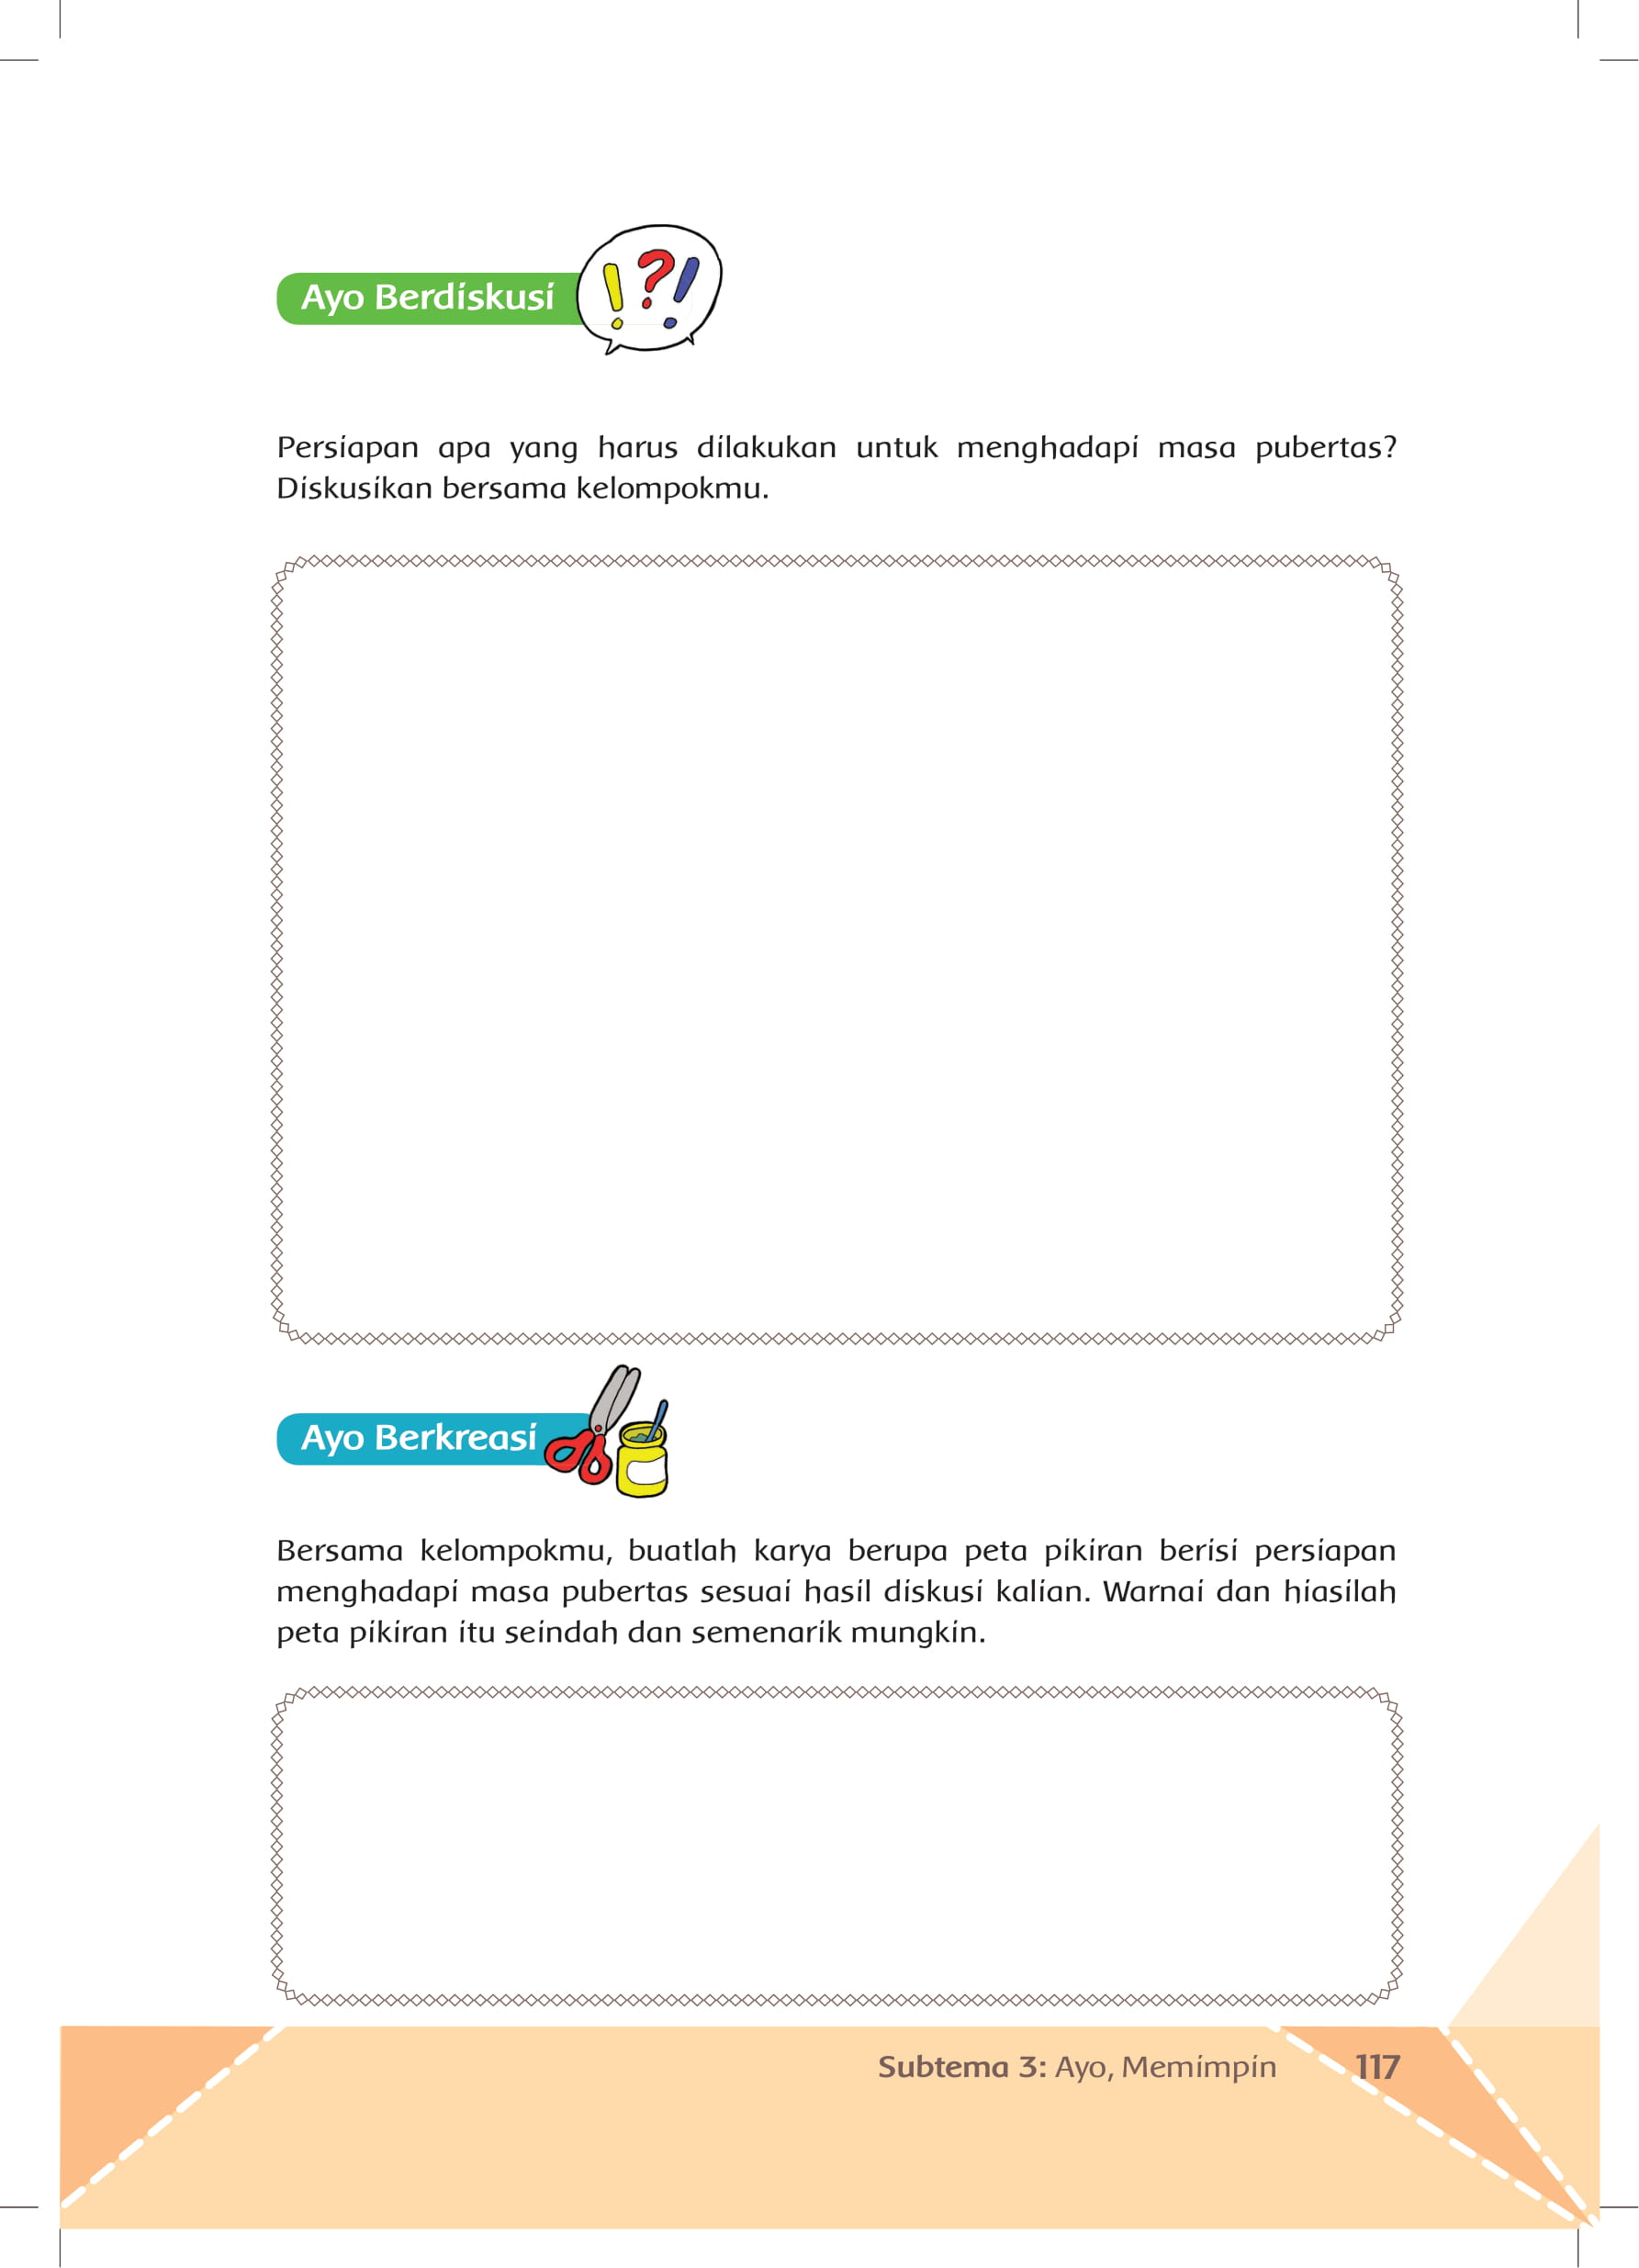 Ayo Berdiskusi
Persiapan apa yang harus dilakukan untuk menghadapi masa pubertas?
Diskusikan bersama kelompokmu.
Ayo Berkreasi
Bersama kelompokmu, buatlah karya berupa peta pikiran berisi persiapan
menghadapi masa pubertas sesuai hasil diskusi kalian. Warnai dan hiasilah
peta pikiran itu seindah dan semenarik mungkin.
Subtema 3: Ayo, Memimpin 117